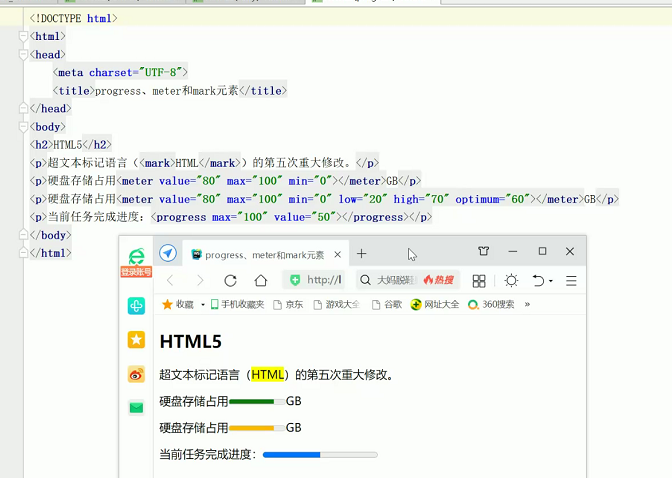 <!DOCTYPE html>
<html>
<head>
<meta charset="UTF-8">
<title>progress、meter和mark元素</title>
</head>
<body>
<h2>HTML5</h2>
<p>超文本标记语言（<mark>HTML</mark>）的第五次重大修改。</p>
<p>硬盘存储占用<meter value="80" max="100" min="0"></meter>GB</p>
<p>硬盘存储占用<meter value="80" max="100" min="0" low="20" high="70" optimum="60"></meter>GB</p>
<p>当前任务完成进度：<progress max="100" value="50"></progress></p>
</body>
</html>
登录账号
progress、meter和mark元素
http://l
热搜
收藏 手机收藏夹 京东 游戏大全 谷歌 网址大全 360搜索 »
HTML5
超文本标记语言（HTML）的第五次重大修改。
硬盘存储占用 GB
硬盘存储占用 GB
当前任务完成进度：